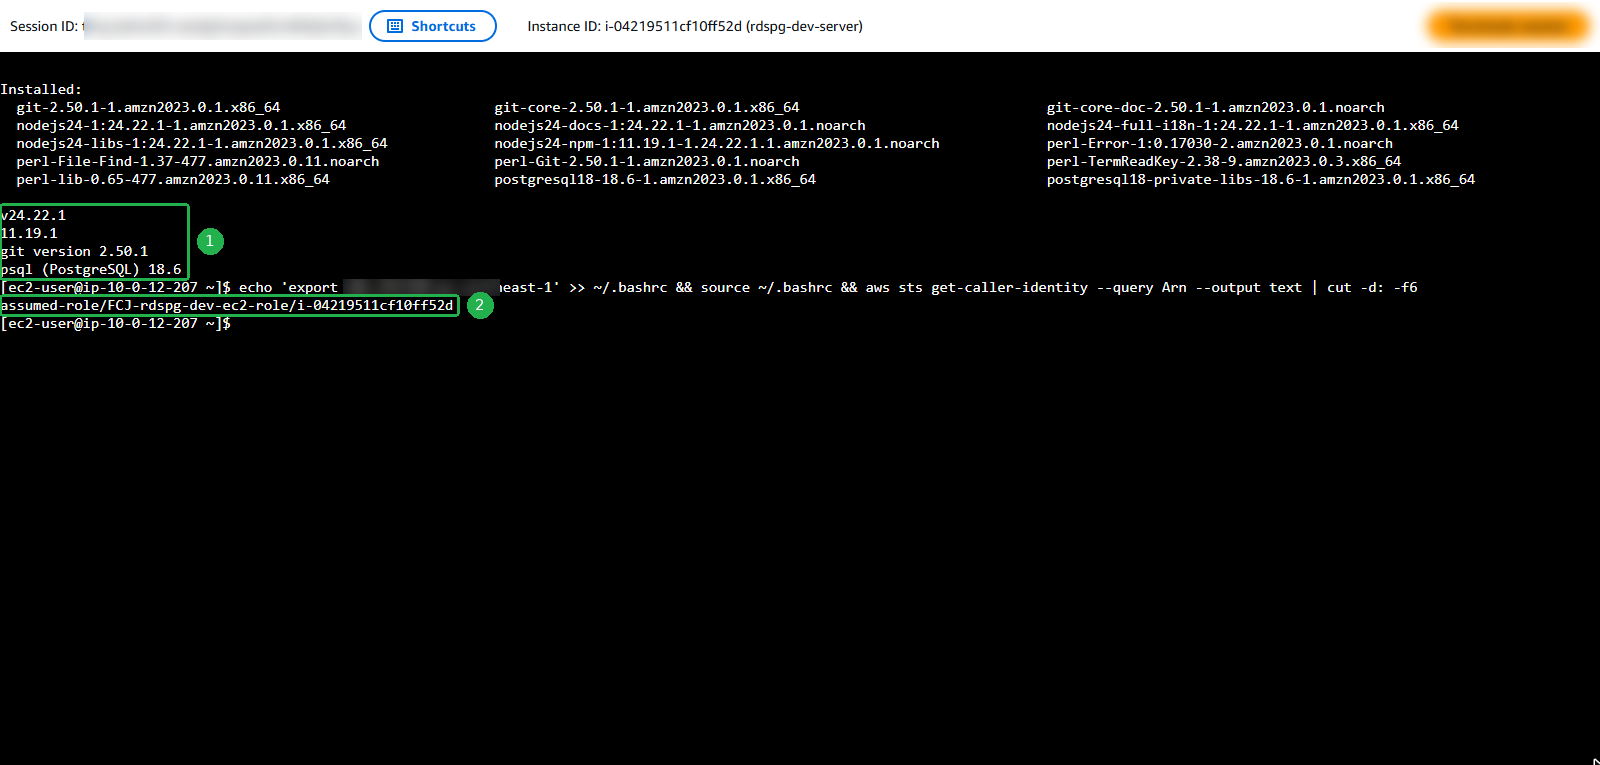 Session ID:
Shortcuts
Instance ID: i-04219511cf10ff52d (rdspg-dev-server)
Installed:
git-2.50.1-1.amzn2023.0.1.x86_64 git-core-2.50.1-1.amzn2023.0.1.x86_64 git-core-doc-2.50.1-1.amzn2023.0.1.noarch
nodejs24-1:24.22.1-1.amzn2023.0.1.x86_64 nodejs24-docs-1:24.22.1-1.amzn2023.0.1.noarch nodejs24-full-i18n-1:24.22.1-1.amzn2023.0.1.x86_64
nodejs24-libs-1:24.22.1-1.amzn2023.0.1.x86_64 nodejs24-npm-1:11.19.1-1.24.22.1.1.amzn2023.0.1.noarch perl-Error-1:0.17030-2.amzn2023.0.1.noarch
perl-File-Find-1.37-477.amzn2023.0.11.noarch perl-Git-2.50.1-1.amzn2023.0.1.noarch perl-TermReadKey-2.38-9.amzn2023.0.3.x86_64
perl-lib-0.65-477.amzn2023.0.11.x86_64 postgresql18-18.6-1.amzn2023.0.1.x86_64 postgresql18-private-libs-18.6-1.amzn2023.0.1.x86_64
v24.22.1
11.19.1
git version 2.50.1
psql (PostgreSQL) 18.6
1
[ec2-user@ip-10-0-12-207 ~]$ echo 'export heast-1' >> ~/.bashrc && source ~/.bashrc && aws sts get-caller-identity --query Arn --output text | cut -d: -f6
assumed-role/FCJ-rdspg-dev-ec2-role/i-04219511cf10ff52d
2
[ec2-user@ip-10-0-12-207 ~]$